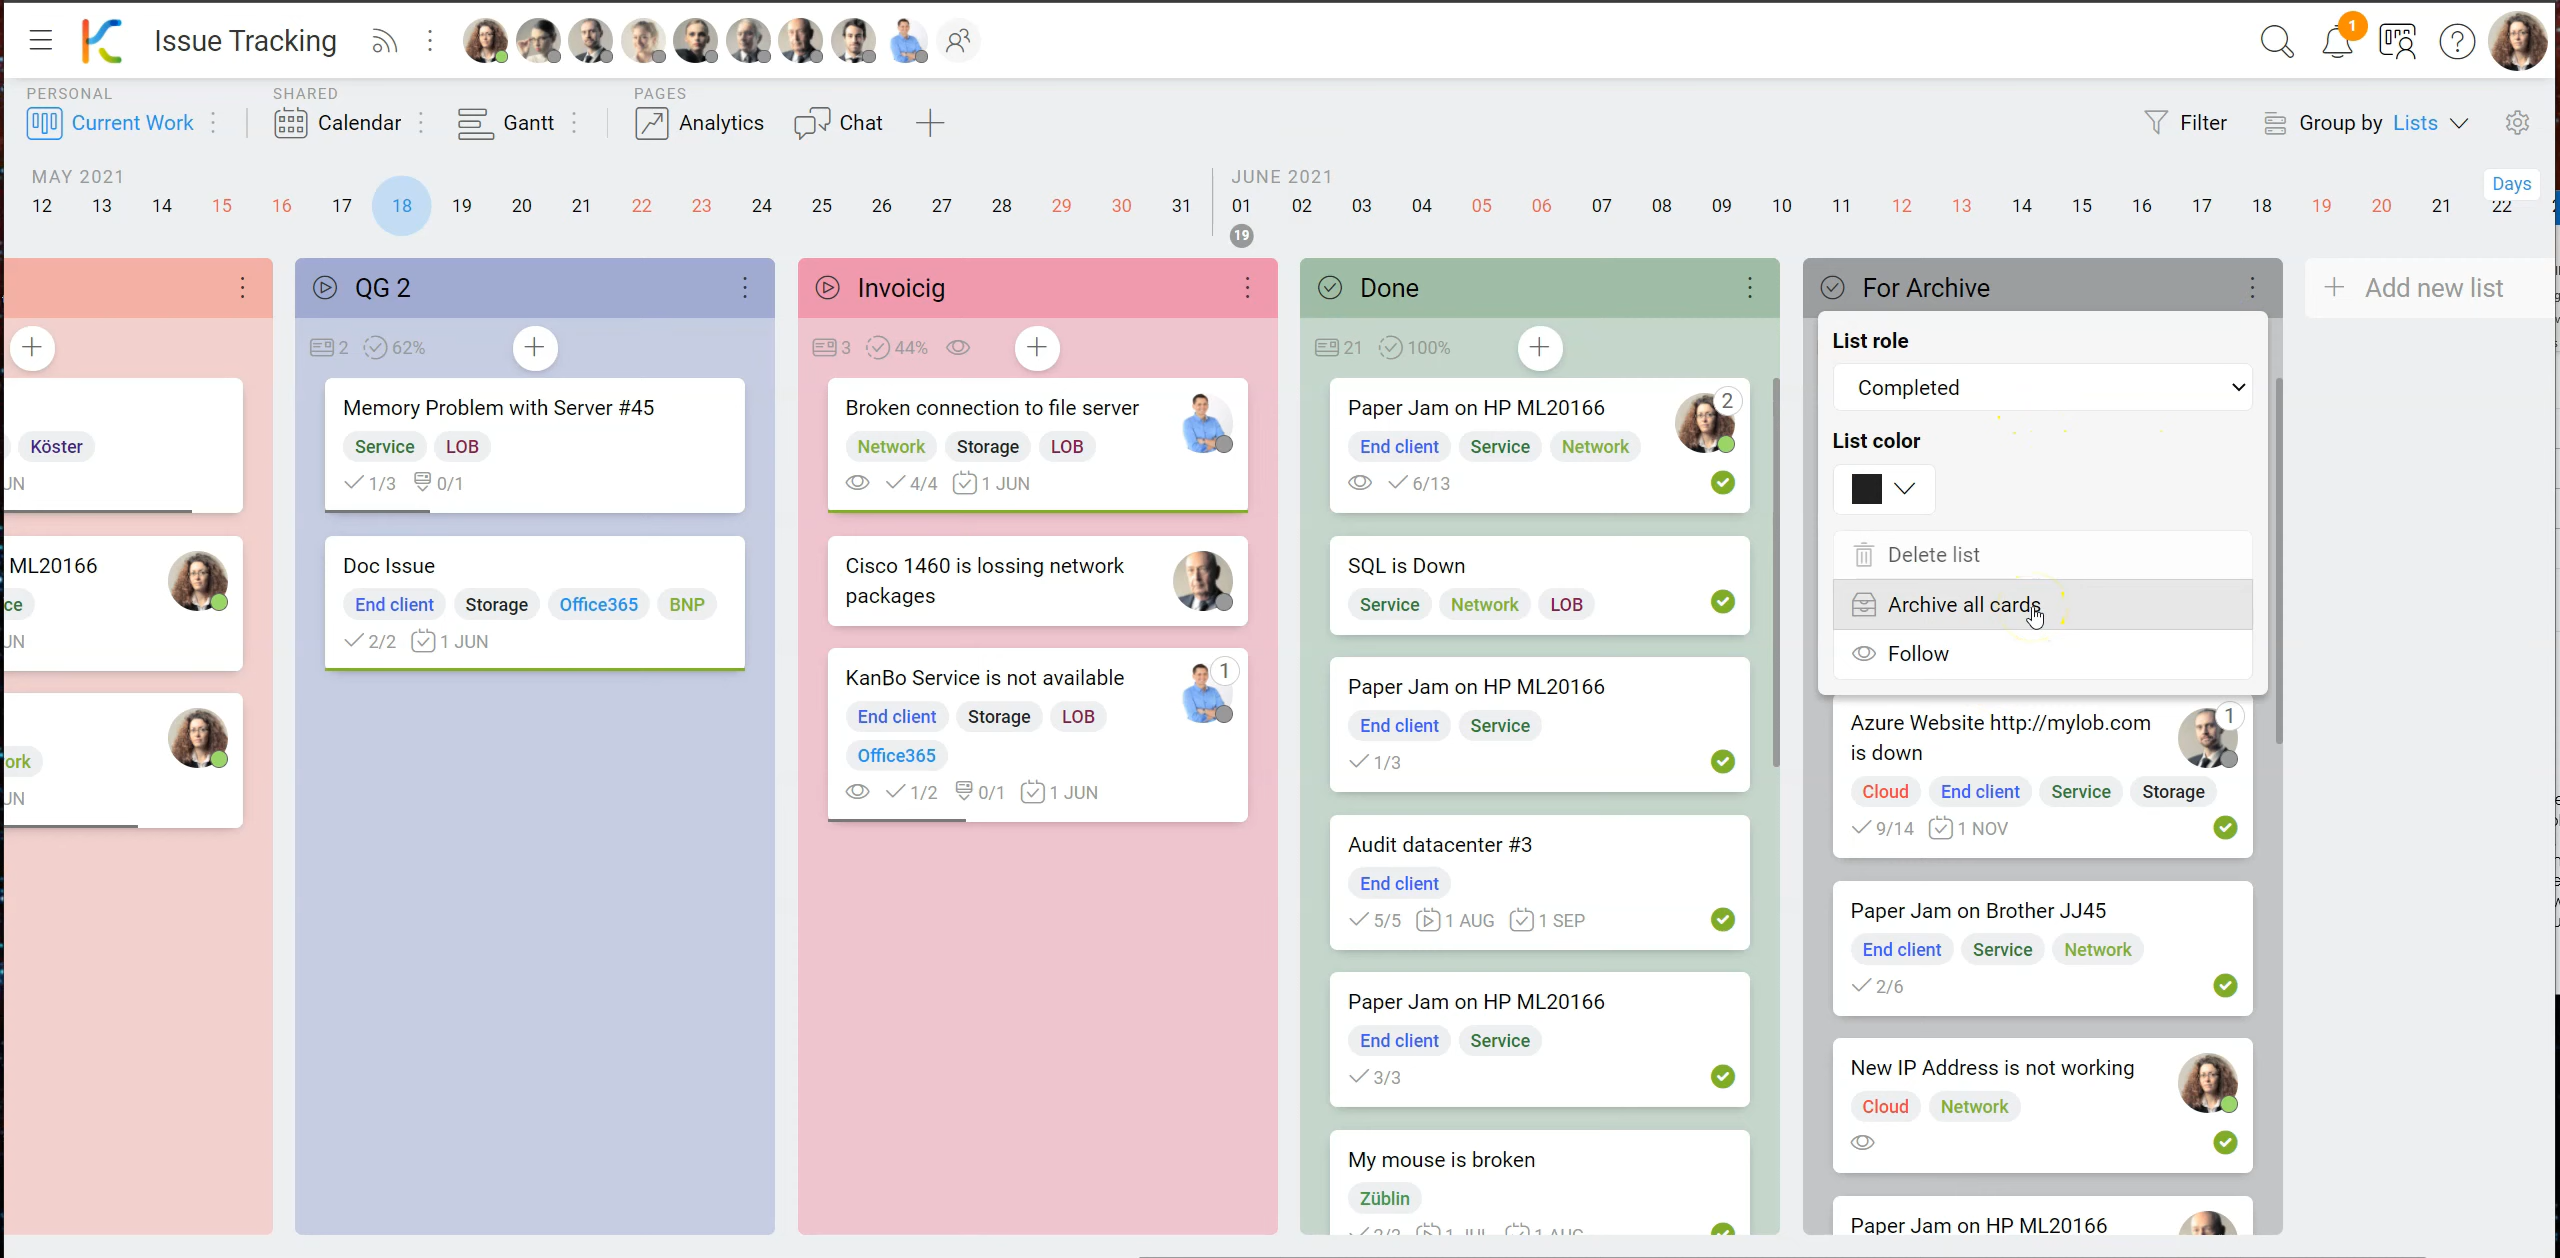 Issue Tracking
1
PERSONAL
SHARED
PAGES
Current Work
Calendar
Gantt
Analytics
Chat
Filter
Group by Lists
MAY 2021
JUNE 2021
Days
12 13 14 15 16 17 18 19 20 21 22 23 24 25 26 27 28 29 30 31 01 02 03 04 05 06 07 08 09 10 11 12 13 14 15 16 17 18 19 20 21 22
19
Köster
ML20166
QG 2
2 62%
Memory Problem with Server #45
Service LOB
1/3 0/1
Doc Issue
End client Storage Office365 BNP
2/2 1 JUN
Invoicig
3 44%
Broken connection to file server
Network Storage LOB
4/4 1 JUN
Cisco 1460 is lossing network
packages
KanBo Service is not available
1
End client Storage LOB
Office365
1/2 0/1 1 JUN
Done
21 100%
Paper Jam on HP ML20166
2
End client Service Network
6/13
SQL is Down
Service Network LOB
Paper Jam on HP ML20166
End client Service
1/3
Audit datacenter #3
End client
5/5 1 AUG 1 SEP
Paper Jam on HP ML20166
End client Service
3/3
My mouse is broken
Züblin
For Archive
List role
Completed
List color
Delete list
Archive all cards
Follow
Azure Website http://mylob.com
is down
1
Cloud End client Service Storage
9/14 1 NOV
Paper Jam on Brother JJ45
End client Service Network
2/6
New IP Address is not working
Cloud Network
Paper Jam on HP ML20166
Add new list